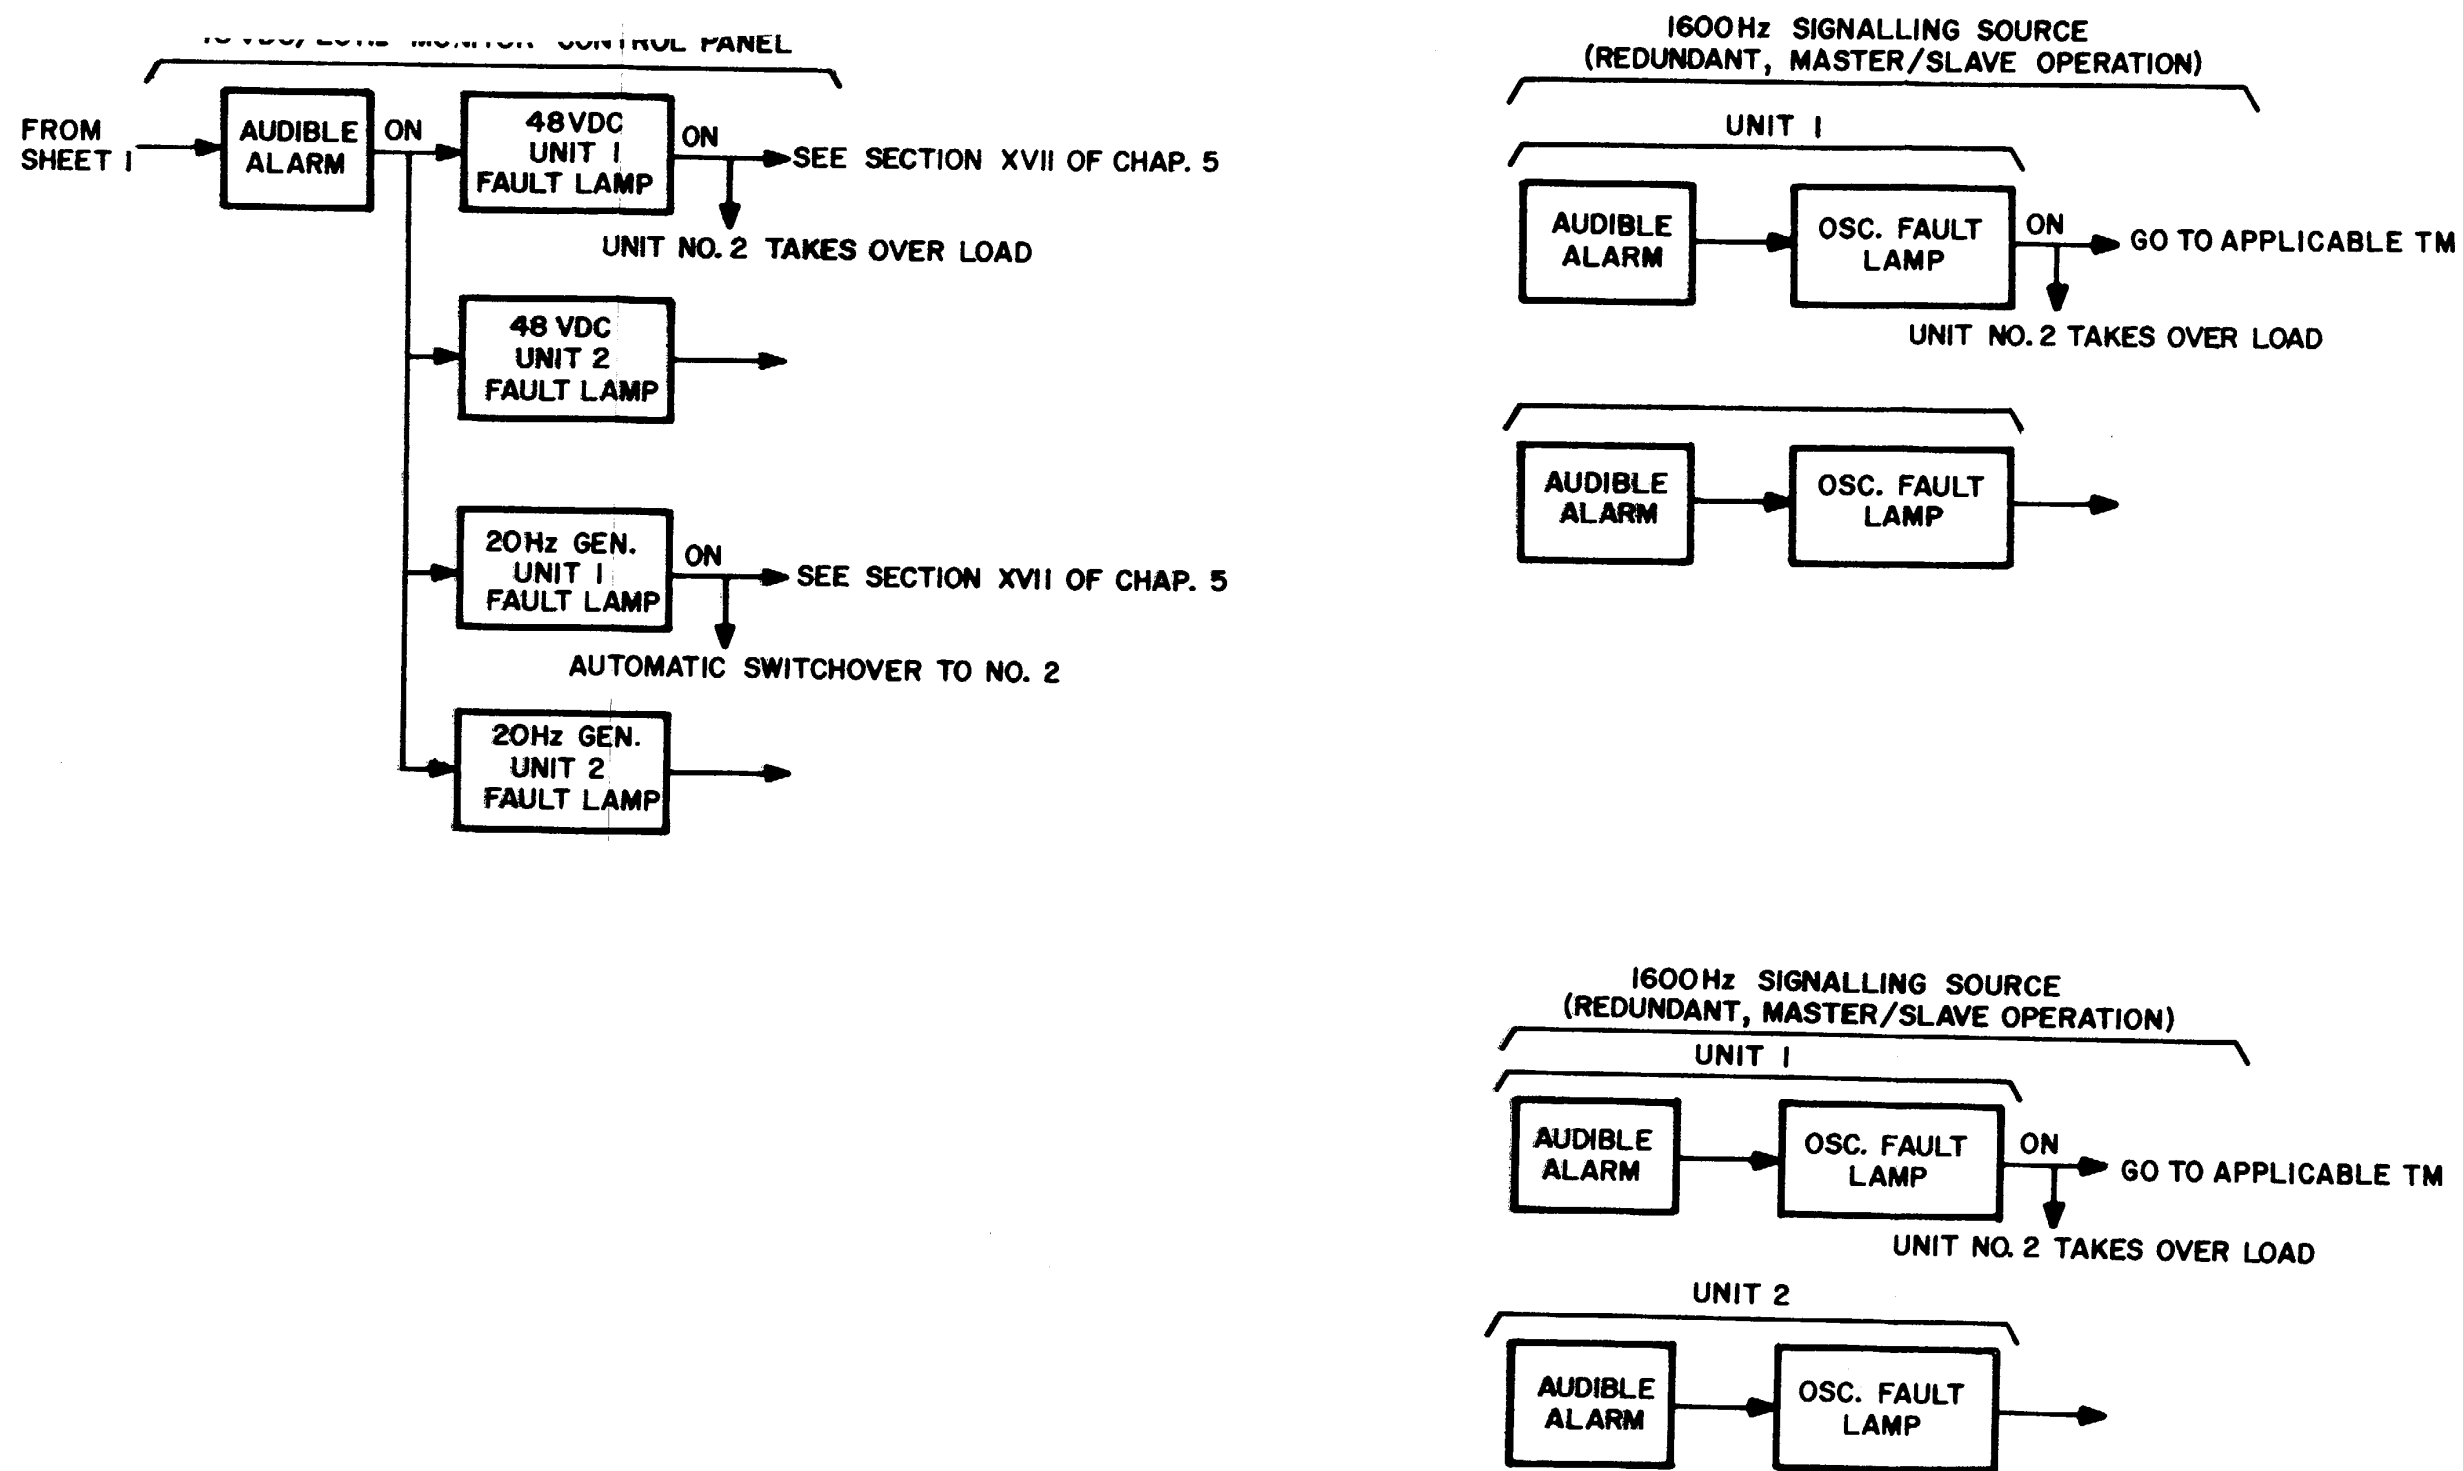 CONTROL PANEL
FROM
SHEET 1
AUDIBLE
ALARM
ON
48VDC
UNIT 1
FAULT LAMP
ON
SEE SECTION XVII OF CHAP. 5
UNIT NO. 2 TAKES OVER LOAD
48 VDC
UNIT 2
FAULT LAMP
20Hz GEN.
UNIT 1
FAULT LAMP
ON
SEE SECTION XVII OF CHAP. 5
AUTOMATIC SWITCHOVER TO NO. 2
20Hz GEN.
UNIT 2
FAULT LAMP
1600Hz SIGNALLING SOURCE
(REDUNDANT, MASTER/SLAVE OPERATION)
UNIT 1
AUDIBLE
ALARM
OSC. FAULT
LAMP
ON
GO TO APPLICABLE TM
UNIT NO. 2 TAKES OVER LOAD
AUDIBLE
ALARM
OSC. FAULT
LAMP
1600Hz SIGNALLING SOURCE
(REDUNDANT, MASTER/SLAVE OPERATION)
UNIT 1
AUDIBLE
ALARM
OSC. FAULT
LAMP
ON
GO TO APPLICABLE TM
UNIT NO. 2 TAKES OVER LOAD
UNIT 2
AUDIBLE
ALARM
OSC. FAULT
LAMP